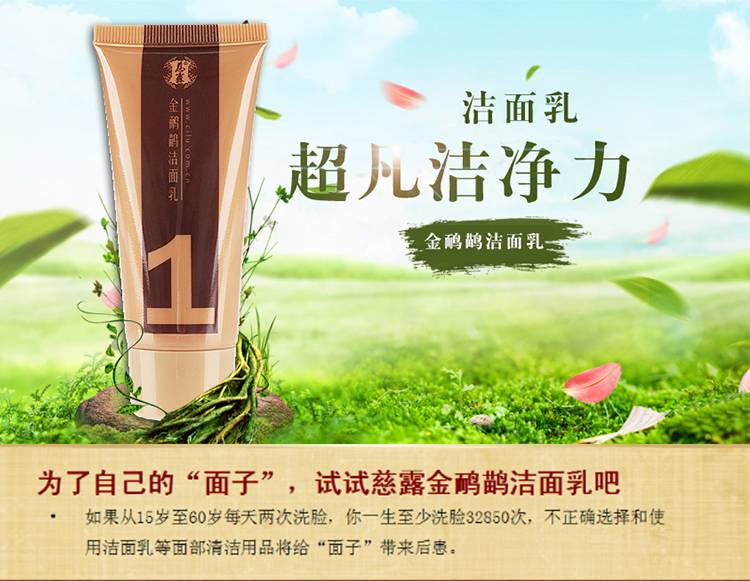 洁面乳
超凡洁净力
金鸸鹋洁面乳
金鸸鹋洁面乳
www.cilu.com.cn
1
为了自己的“面子”，试试慈露金鸸鹋洁面乳吧
• 如果从15岁至60岁每天两次洗脸，你一生至少洗脸32850次，不正确选择和使
用洁面乳等面部清洁用品将给“面子”带来后患。